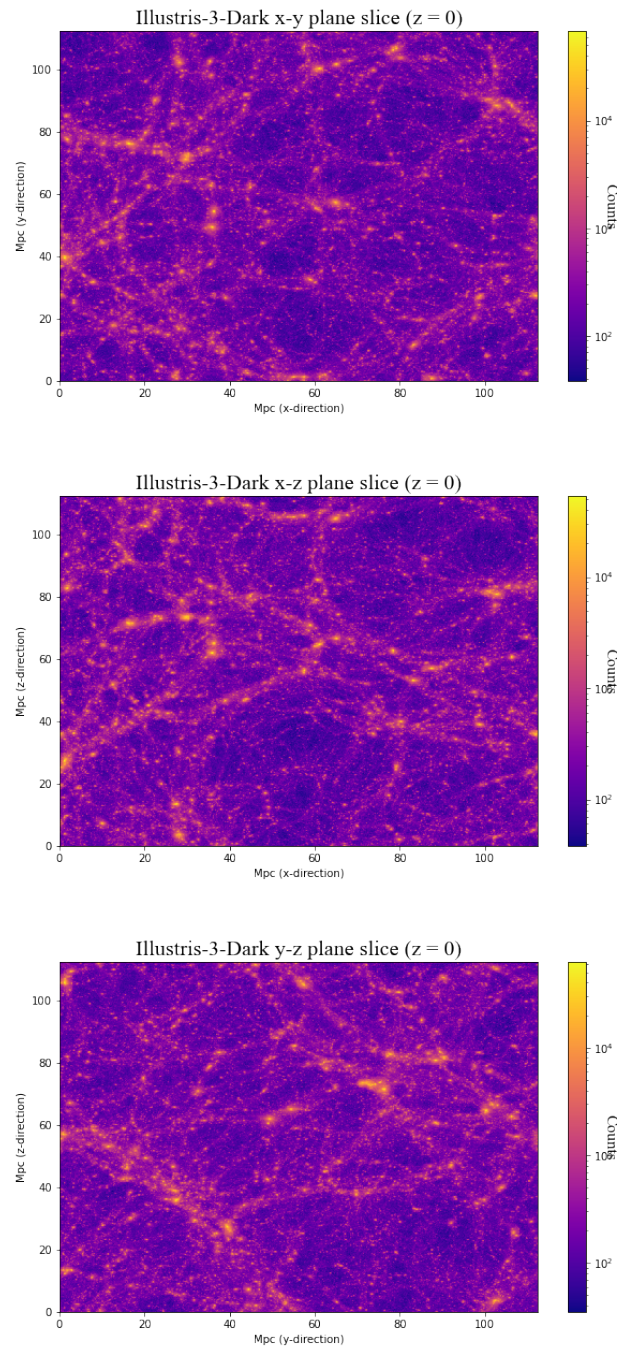 Illustris-3-Dark x-y plane slice (z = 0)
Mpc (y-direction)
100
80
60
40
20
0
0 20 40 60 80 100
Mpc (x-direction)
10⁴
10³
10²
Counts
Illustris-3-Dark x-z plane slice (z = 0)
Mpc (z-direction)
100
80
60
40
20
0
0 20 40 60 80 100
Mpc (x-direction)
10⁴
10³
10²
Counts
Illustris-3-Dark y-z plane slice (z = 0)
Mpc (z-direction)
100
80
60
40
20
0
0 20 40 60 80 100
Mpc (y-direction)
10⁴
10³
10²
Counts